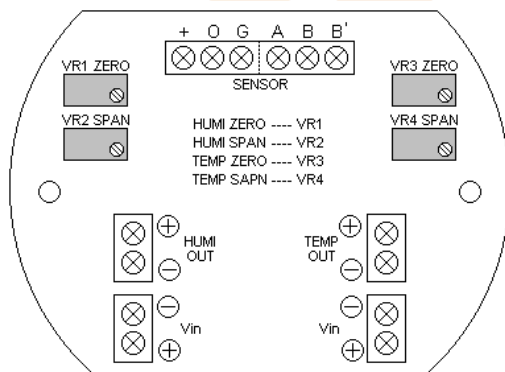 + O G A B B'
SENSOR
VR1 ZERO
VR2 SPAN
VR3 ZERO
VR4 SPAN
HUMI ZERO ---- VR1
HUMI SPAN ---- VR2
TEMP ZERO ---- VR3
TEMP SAPN ---- VR4
+
HUMI
OUT
−
−
Vin
+
+
TEMP
OUT
−
−
Vin
+